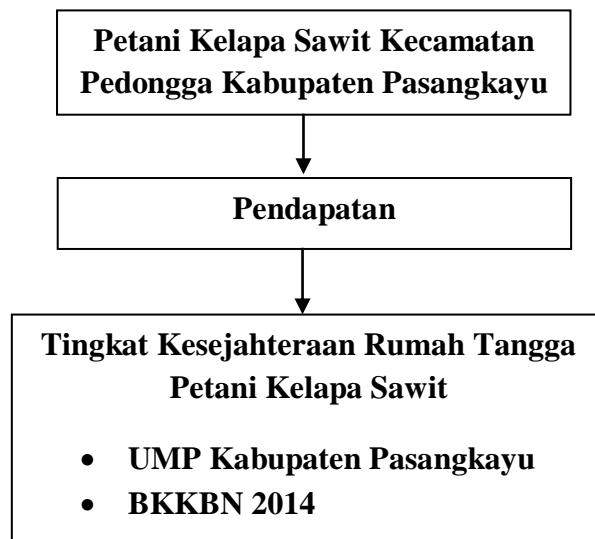 Petani Kelapa Sawit Kecamatan
Pedongga Kabupaten Pasangkayu
Pendapatan
Tingkat Kesejahteraan Rumah Tangga
Petani Kelapa Sawit
• UMP Kabupaten Pasangkayu
• BKKBN 2014